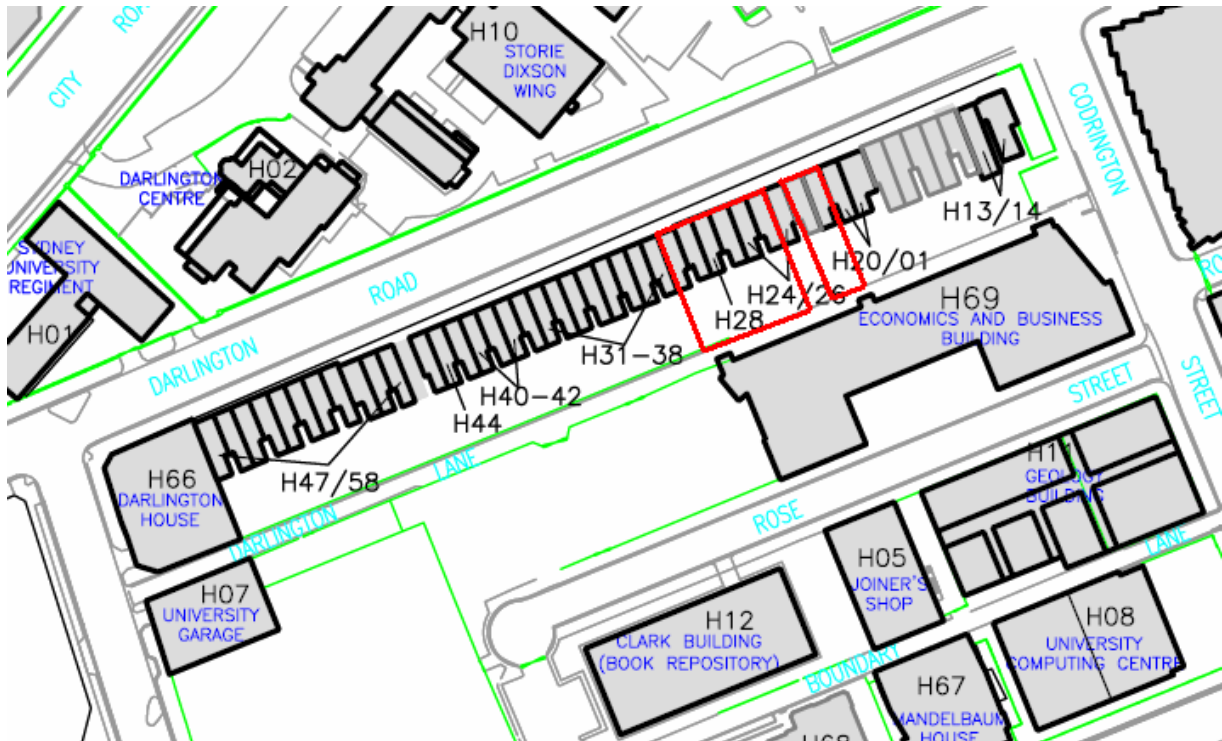 H10
STORIE
DIXSON
WING
CITY
ROAD
CODRINGTON
STREET
H02
DARLINGTON
CENTRE
SYDNEY
UNIVERSITY
REGIMENT
H01
DARLINGTON
ROAD
H13/14
H20/01
H24/26
H28
H31-38
H40-42
H44
H47/58
H69
ECONOMICS AND BUSINESS
BUILDING
H66
DARLINGTON
HOUSE
DARLINGTON
LANE
H07
UNIVERSITY
GARAGE
ROSE
STREET
H11
GEOLOGY
BUILDING
H05
JOINER'S
SHOP
H12
CLARK BUILDING
(BOOK REPOSITORY)
BOUNDARY
LANE
H08
UNIVERSITY
COMPUTING CENTRE
H67
MANDELBAUM
HOUSE